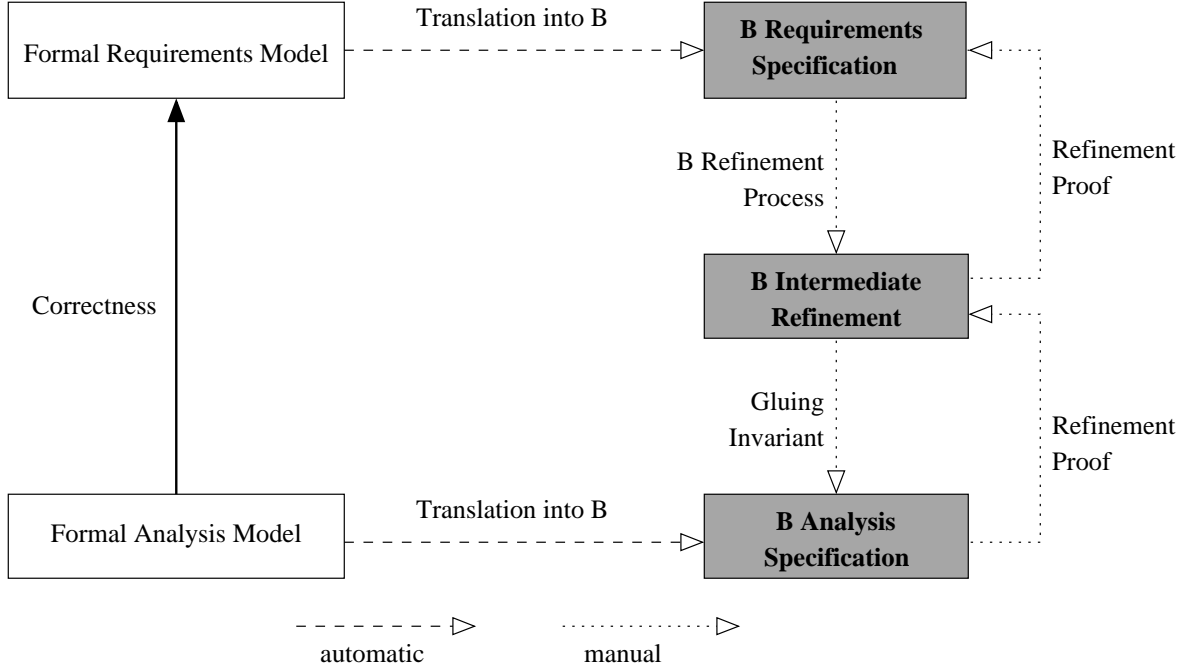 Translation into B
Formal Requirements Model
B Requirements
Specification
B Refinement
Process
Refinement
Proof
B Intermediate
Refinement
Correctness
Gluing
Invariant
Refinement
Proof
Translation into B
Formal Analysis Model
B Analysis
Specification
automatic
manual